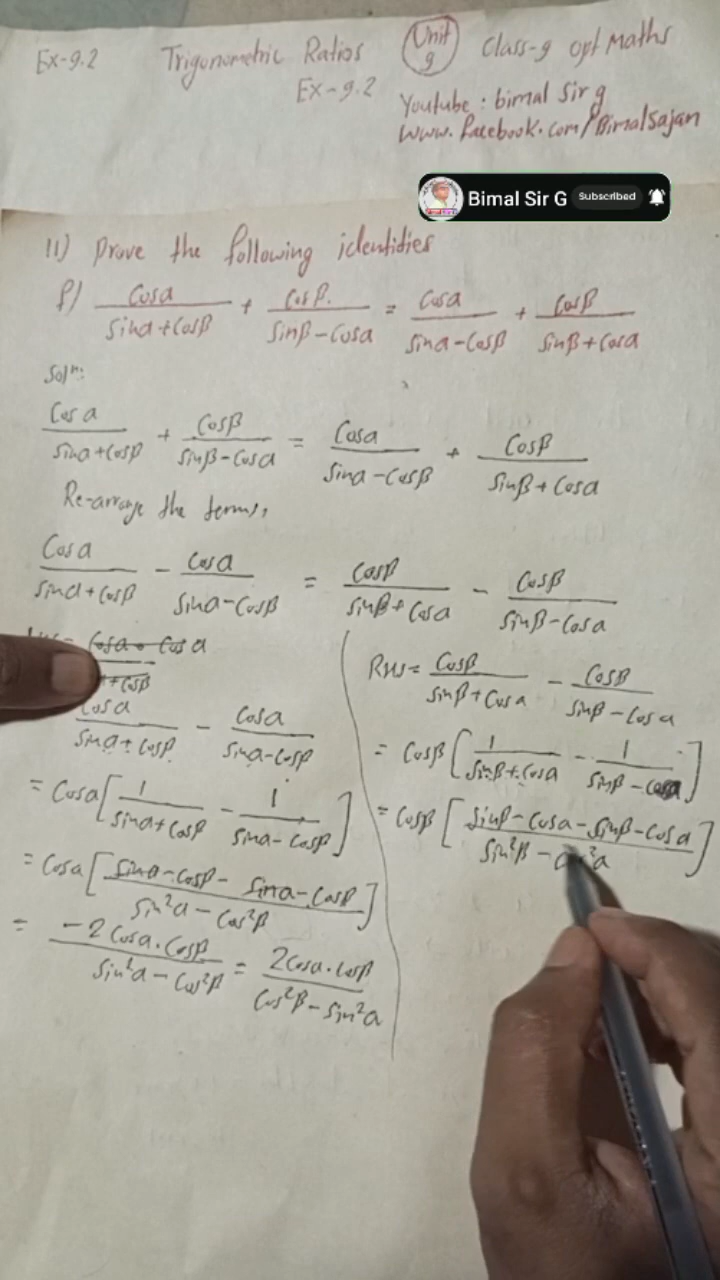 Ex-9.2 Trigonometric Ratios Unit 9 Class-9 opt Maths
Ex-9.2
Youtube : bimal Sir g
www.facebook.com/BimalSajan
Bimal Sir G Subscribed
11) Prove the following identities
f) Cosα/(Sinα+Cosβ) + Cosβ/(Sinβ-Cosα) = Cosα/(Sinα-Cosβ) + Cosβ/(Sinβ+Cosα)
Solⁿ:
Cosα/(Sinα+Cosβ) + Cosβ/(Sinβ-Cosα) = Cosα/(Sinα-Cosβ) + Cosβ/(Sinβ+Cosα)
Re-arrange the terms,
Cosα/(Sinα+Cosβ) - Cosα/(Sinα-Cosβ) = Cosβ/(Sinβ+Cosα) - Cosβ/(Sinβ-Cosα)
Cosα/(Sinα+Cosβ) - Cosα/(Sinα-Cosβ)
= Cosα[1/(Sinα+Cosβ) - 1/(Sinα-Cosβ)]
= Cosα[(Sinα-Cosβ-Sinα-Cosβ)/(Sin²α-Cos²β)]
= -2Cosα.Cosβ/(Sin²α-Cos²β) = 2Cosα.Cosβ/(Cos²β-Sin²α)
RHS = Cosβ/(Sinβ+Cosα) - Cosβ/(Sinβ-Cosα)
= Cosβ[1/(Sinβ+Cosα) - 1/(Sinβ-Cosα)]
= Cosβ[(Sinβ-Cosα-Sinβ-Cosα)/(Sin²β-Cos²α)]